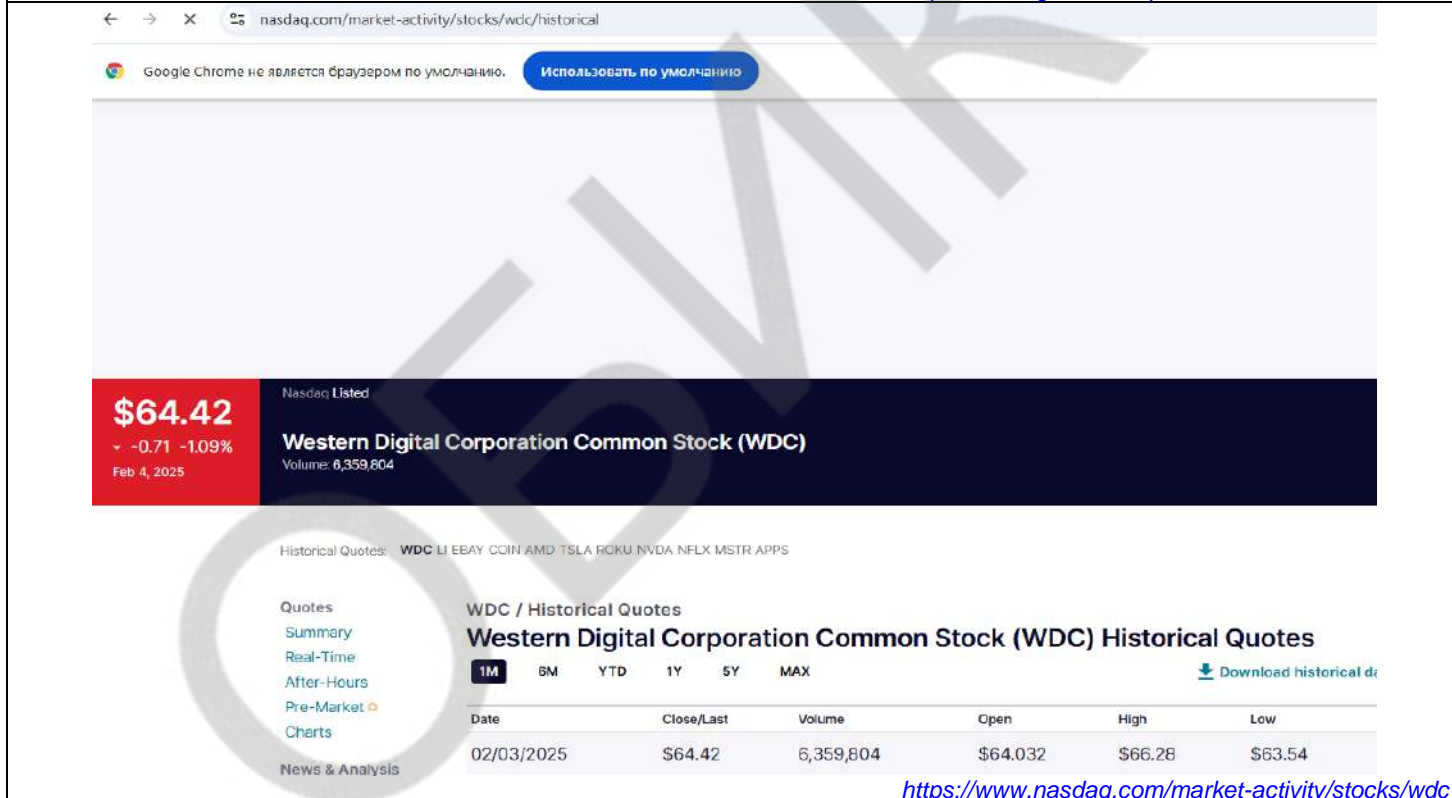 nasdaq.com/market-activity/stocks/wdc/historical
Google Chrome не является браузером по умолчанию. Использовать по умолчанию
ОБИК
$64.42
-0.71 -1.09%
Feb 4, 2025
Nasdaq Listed
Western Digital Corporation Common Stock (WDC)
Volume: 6,359,804
Historical Quotes: WDC LI EBAY COIN AMD TSLA ROKU NVDA NFLX MSTR APPS
Quotes
Summary
Real-Time
After-Hours
Pre-Market
Charts
News & Analysis
WDC / Historical Quotes
Western Digital Corporation Common Stock (WDC) Historical Quotes
1M 6M YTD 1Y 5Y MAX
Download historical da
Date Close/Last Volume Open High Low
02/03/2025 $64.42 6,359,804 $64.032 $66.28 $63.54
https://www.nasdaq.com/market-activity/stocks/wdc